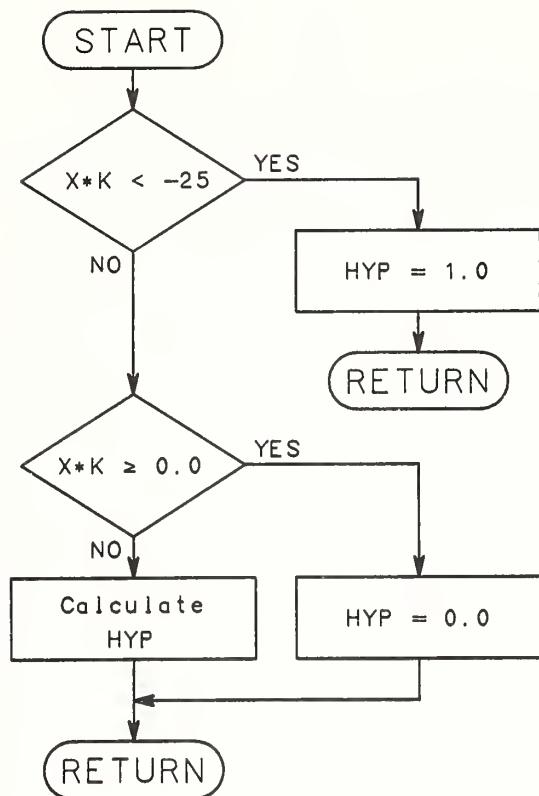 START
X*K < -25
YES
NO
HYP = 1.0
RETURN
X*K ≥ 0.0
YES
NO
Calculate
HYP
HYP = 0.0
RETURN